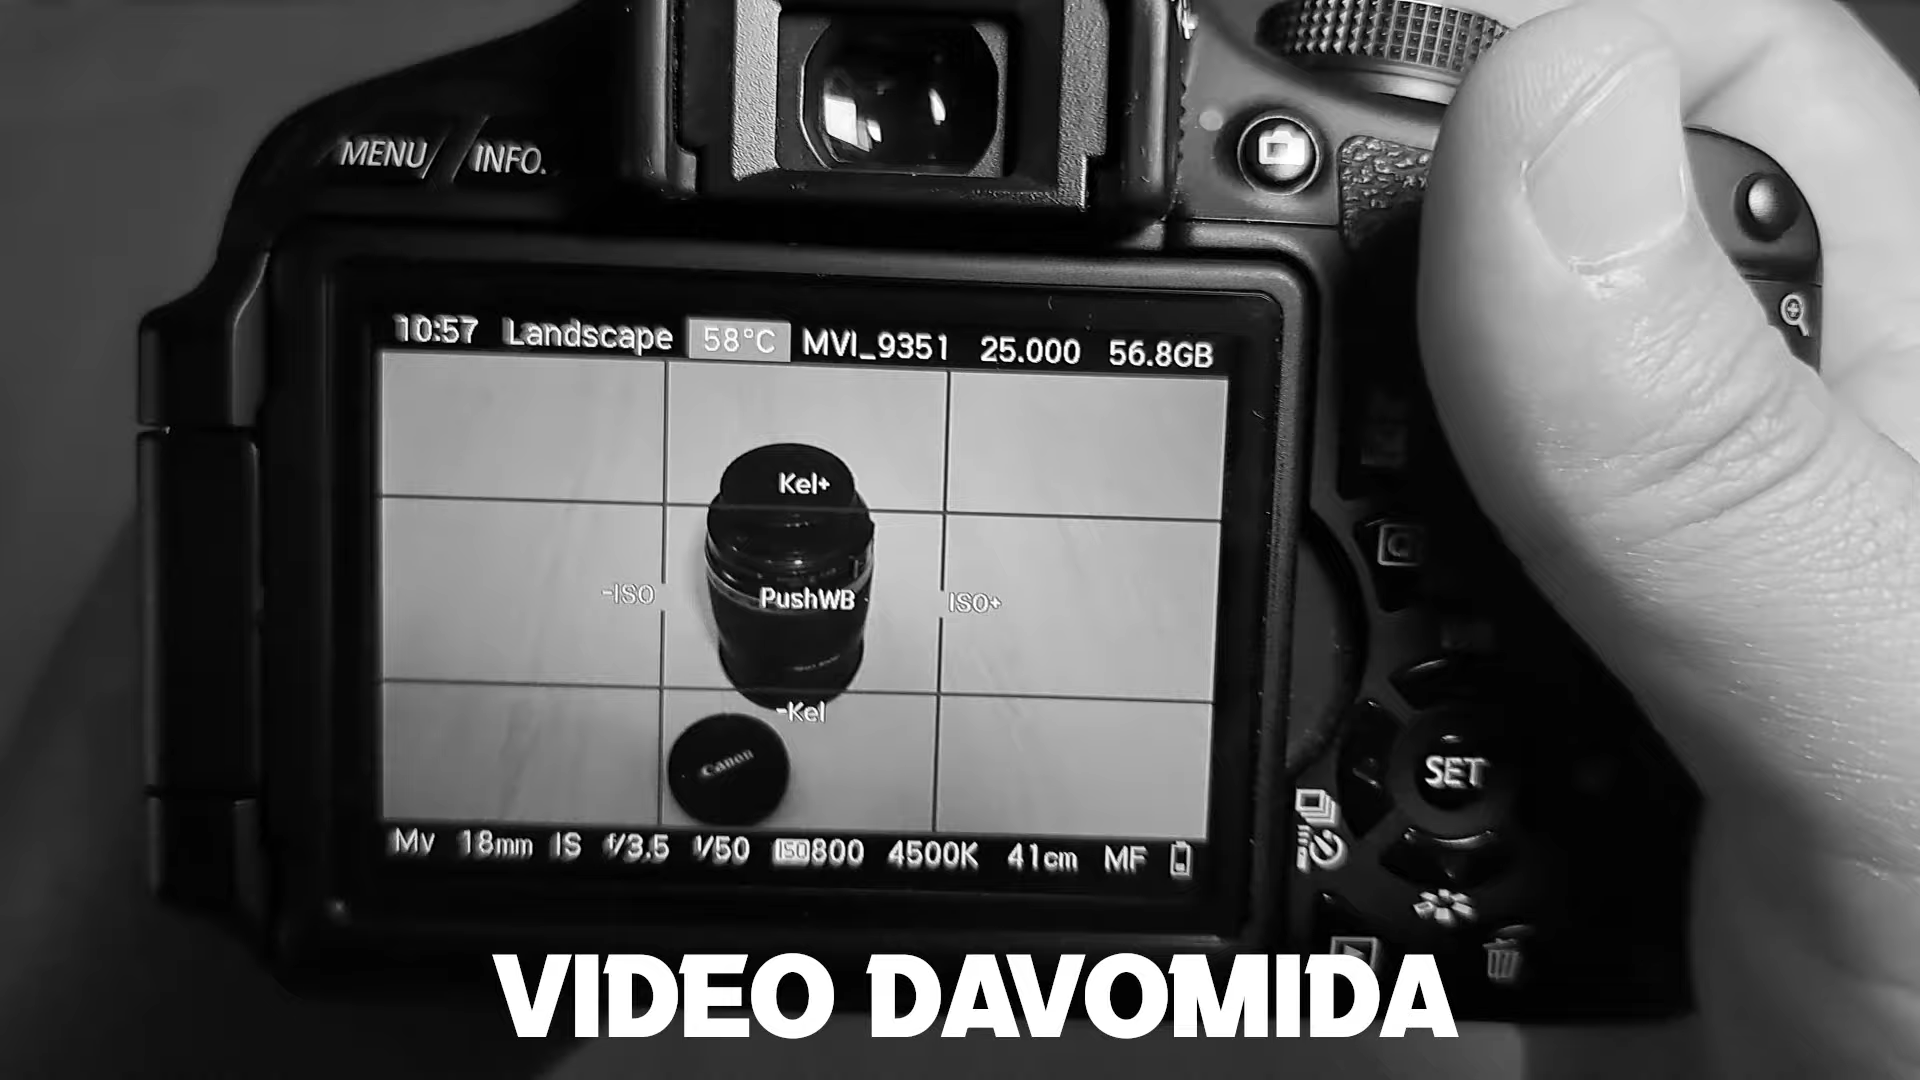 MENU INFO.
10:57 Landscape 58°C MVI_9351 25.000 56.8GB
Kel+
-ISO PushWB ISO+
-Kel
Canon
Mv 18mm IS f/3.5 1/50 ISO800 4500K 41cm MF
SET
VIDEO DAVOMIDA